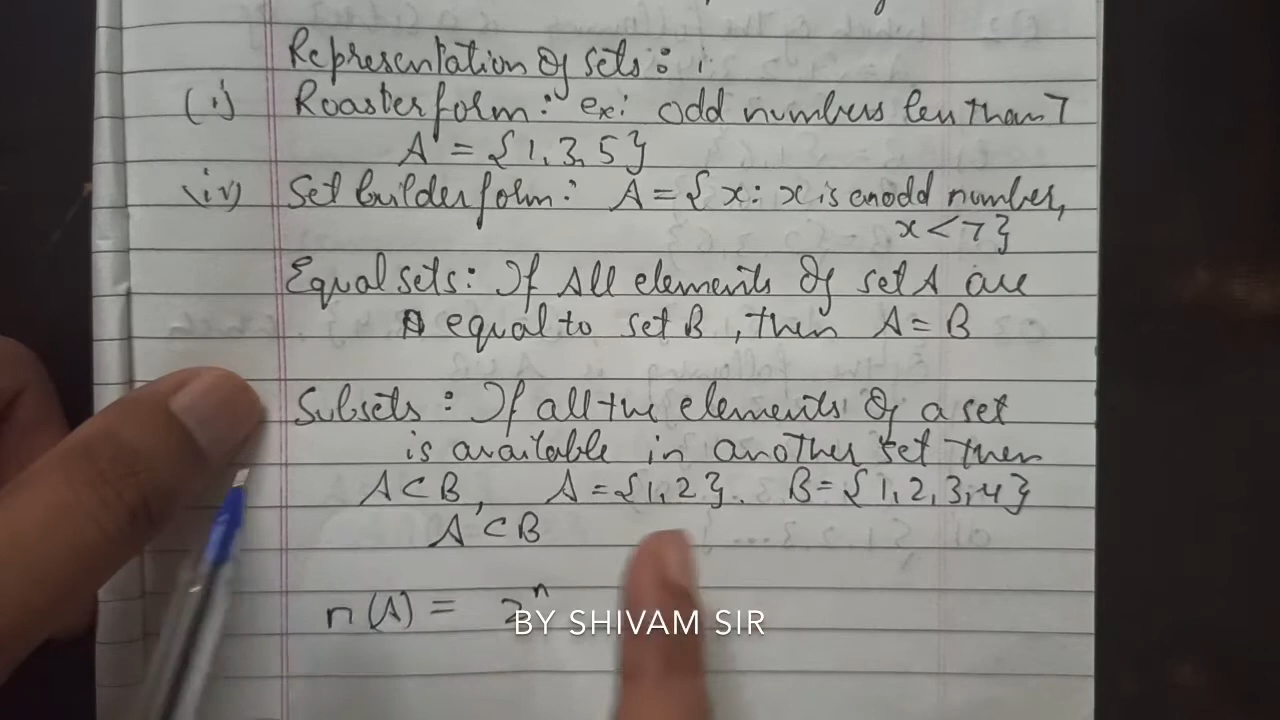 Representation Of sets :
(i) Roaster form : ex: odd numbers less than 7
A = {1, 3, 5}
(iv) Set builder form : A = { x : x is an odd number,
x < 7}
Equal sets : If All elements Of set A are
equal to set B , then A = B
Subsets : If all the elements Of a set
is available in another set then
A ⊂ B , A = {1, 2}. B = {1, 2, 3, 4}
A ⊂ B
n(A) = 2^n
BY SHIVAM SIR